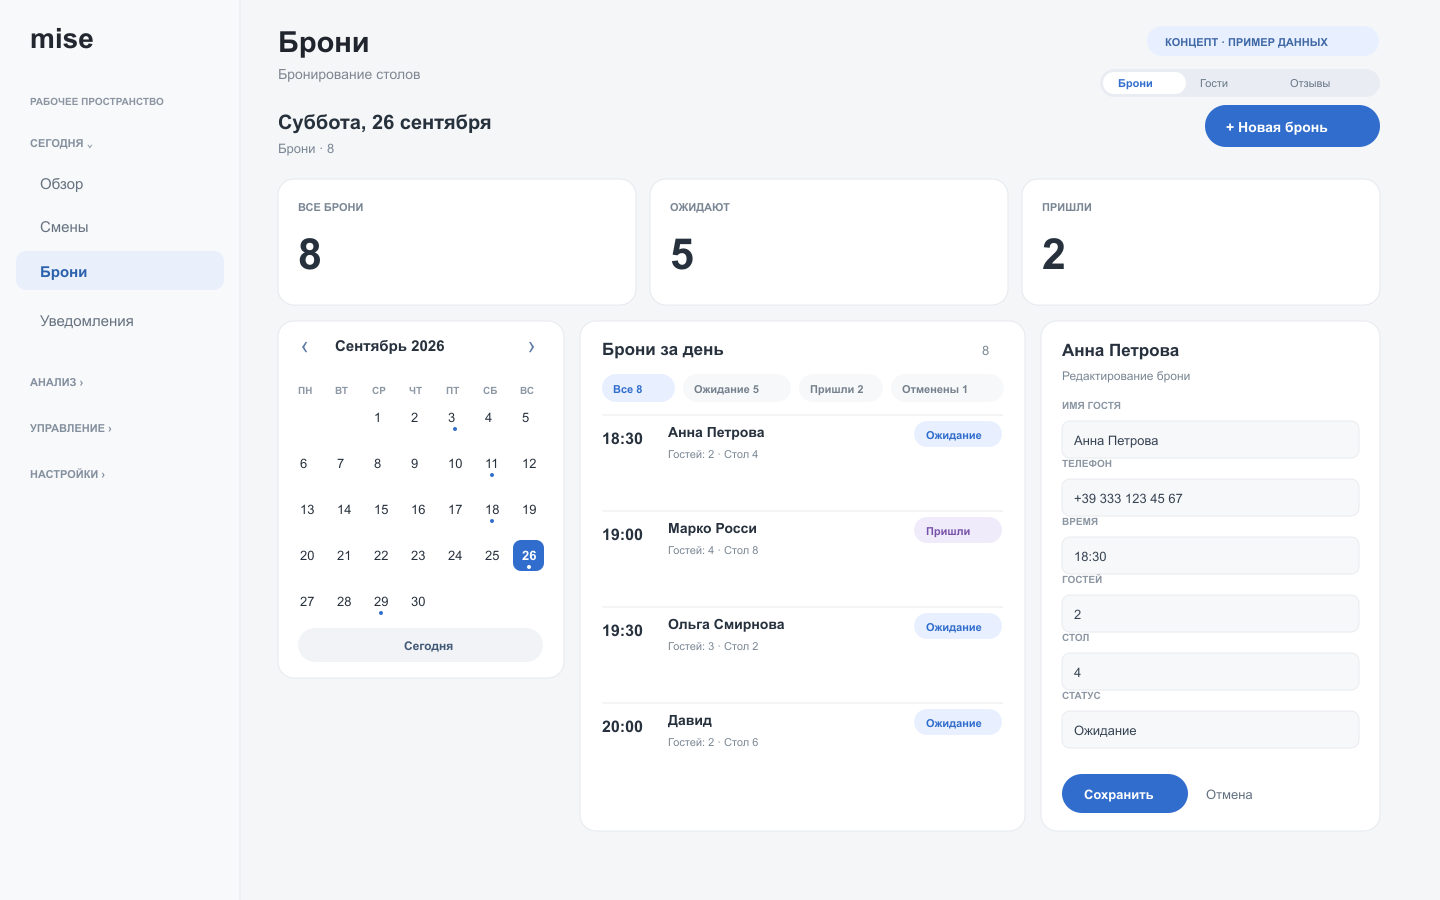 mise
РАБОЧЕЕ ПРОСТРАНСТВО
СЕГОДНЯ ⌄
Обзор
Смены
Брони
Уведомления
АНАЛИЗ ›
УПРАВЛЕНИЕ ›
НАСТРОЙКИ ›
Брони
Бронирование столов
КОНЦЕПТ · ПРИМЕР ДАННЫХ
Брони Гости Отзывы
Суббота, 26 сентября
Брони · 8
+ Новая бронь
ВСЕ БРОНИ
8
ОЖИДАЮТ
5
ПРИШЛИ
2
‹ Сентябрь 2026 ›
ПН ВТ СР ЧТ ПТ СБ ВС
1 2 3 4 5
6 7 8 9 10 11 12
13 14 15 16 17 18 19
20 21 22 23 24 25 26
27 28 29 30
Сегодня
Брони за день 8
Все 8 Ожидание 5 Пришли 2 Отменены 1
18:30 Анна Петрова Ожидание
Гостей: 2 · Стол 4
19:00 Марко Росси Пришли
Гостей: 4 · Стол 8
19:30 Ольга Смирнова Ожидание
Гостей: 3 · Стол 2
20:00 Давид Ожидание
Гостей: 2 · Стол 6
Анна Петрова
Редактирование брони
ИМЯ ГОСТЯ
Анна Петрова
ТЕЛЕФОН
+39 333 123 45 67
ВРЕМЯ
18:30
ГОСТЕЙ
2
СТОЛ
4
СТАТУС
Ожидание
Сохранить Отмена